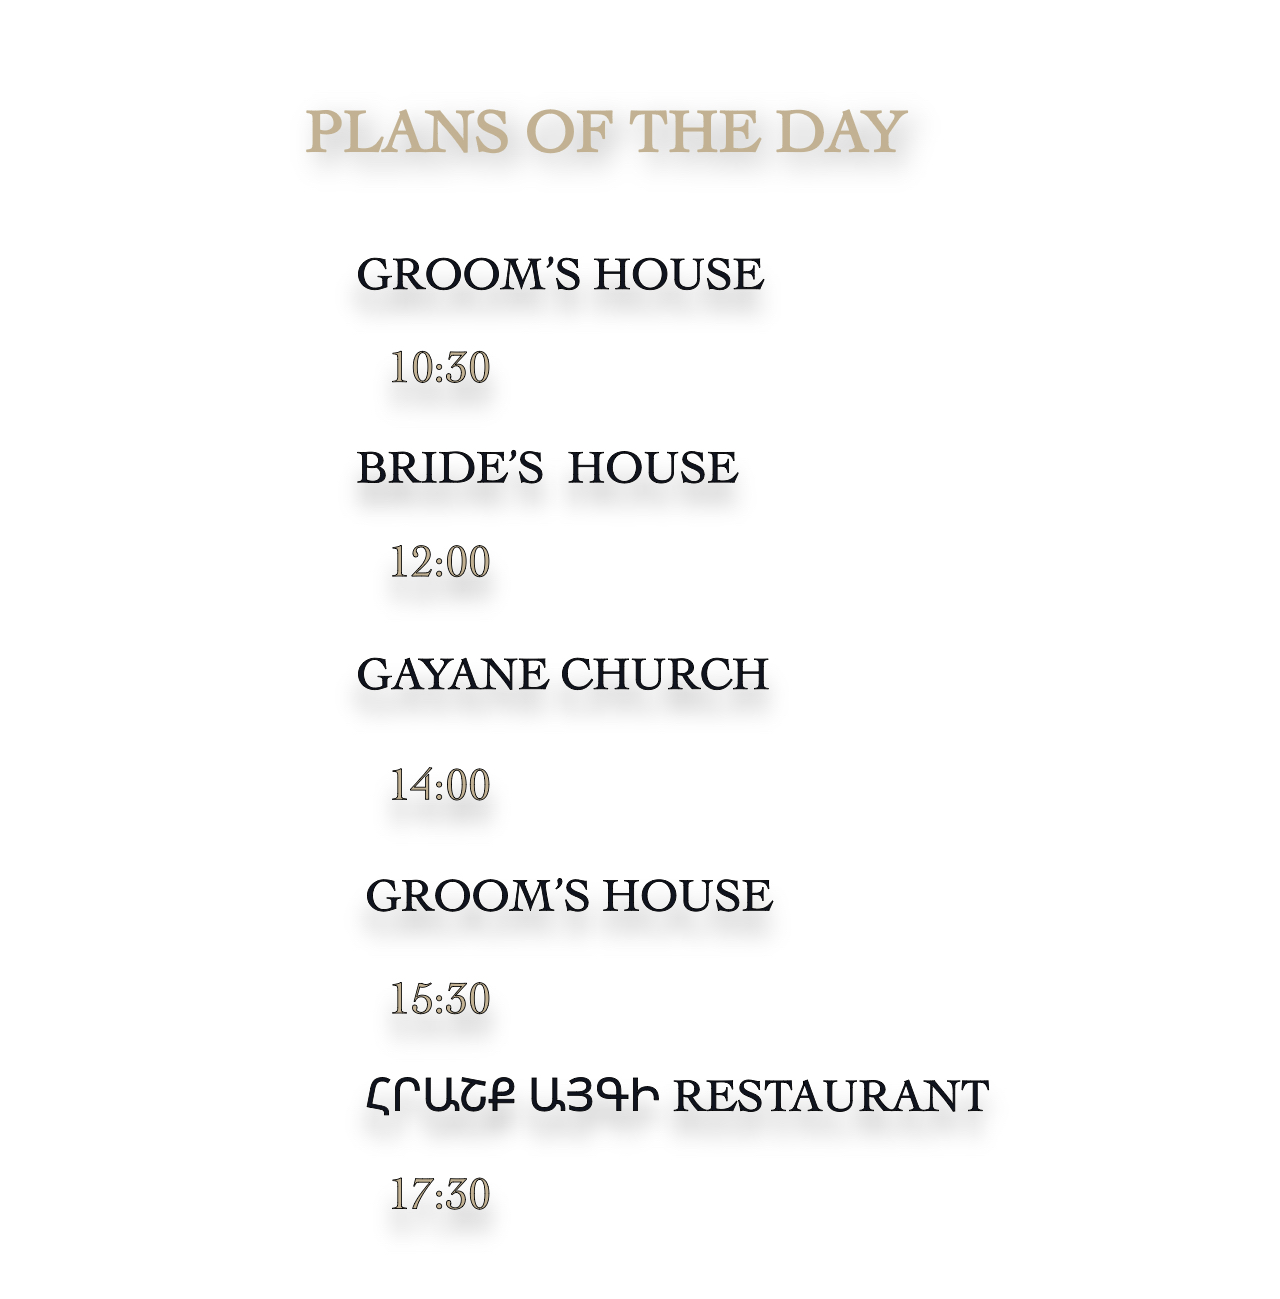 PLANS OF THE DAY
GROOM’S HOUSE
10:30
BRIDE’S HOUSE
12:00
GAYANE CHURCH
14:00
GROOM’S HOUSE
15:30
ՀՐԱՇՔ ԱՅԳԻ RESTAURANT
17:30